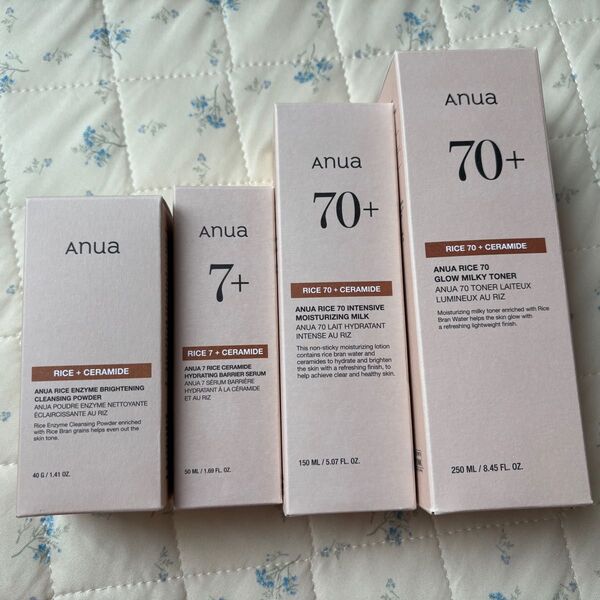 Anua
RICE + CERAMIDE
ANUA RICE ENZYME BRIGHTENING
CLEANSING POWDER
ANUA POUDRE ENZYME NETTOYANTE
ÉCLAIRCISSANTE AU RIZ
Rice Enzyme Cleansing Powder enriched
with Rice Bran grains helps even out the
skin tone.
40 G / 1.41 OZ.
Anua
7+
RICE 7 + CERAMIDE
ANUA 7 RICE CERAMIDE
HYDRATING BARRIER SERUM
ANUA 7 SÉRUM BARRIÈRE
HYDRATANT À LA CÉRAMIDE
ET AU RIZ
50 ML / 1.69 FL. OZ.
Anua
70+
RICE 70 + CERAMIDE
ANUA RICE 70 INTENSIVE
MOISTURIZING MILK
ANUA 70 LAIT HYDRATANT
INTENSE AU RIZ
This non-sticky moisturizing lotion
contains rice bran water and
ceramides to hydrate and brighten
the skin with a refreshing finish, to
help achieve clear and healthy skin.
150 ML / 5.07 FL. OZ.
Anua
70+
RICE 70 + CERAMIDE
ANUA RICE 70
GLOW MILKY TONER
ANUA 70 TONER LAITEUX
LUMINEUX AU RIZ
Moisturizing milky toner enriched with Rice
Bran Water helps the skin glow with
a refreshing lightweight finish.
250 ML / 8.45 FL. OZ.